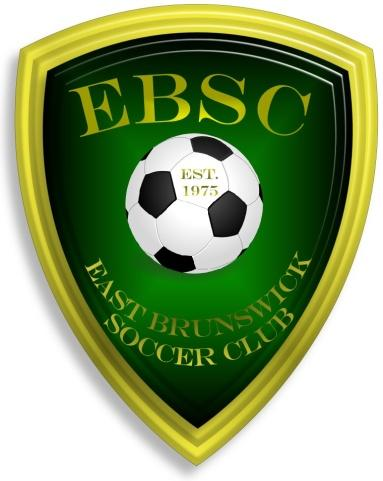 EBSC
EST.
1975
EAST BRUNSWICK
SOCCER CLUB